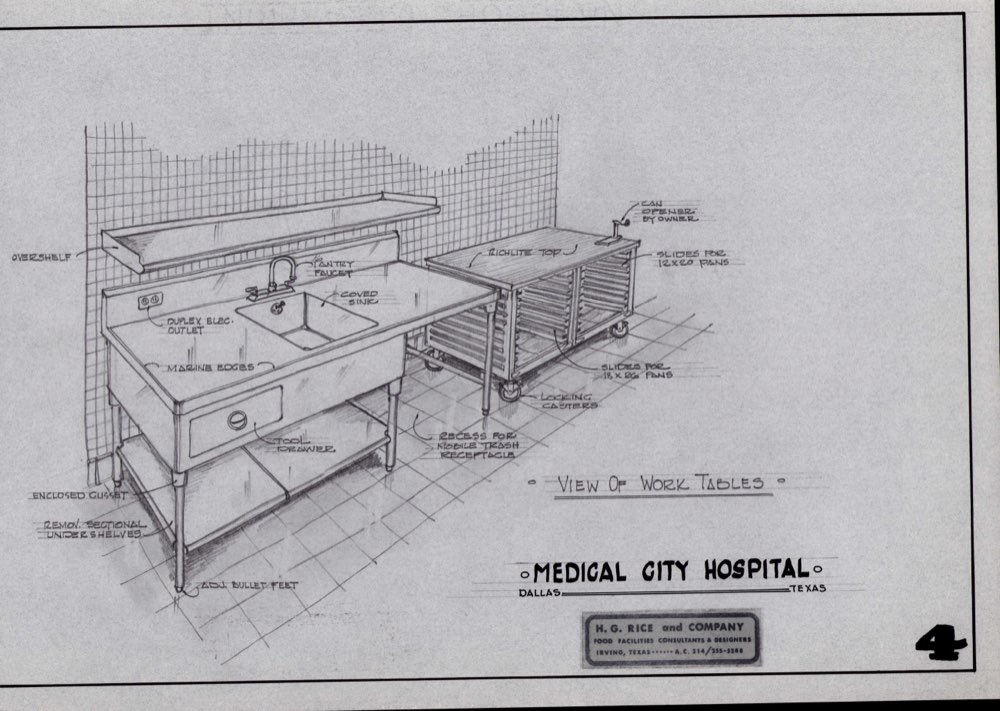 CAN
OPENER
BY OWNER
OVERSHELF
PANTRY
FAUCET
RICHLITE TOP
SLIDES FOR
12 X 20 PANS
COVED
SINK
DUPLEX ELEC.
OUTLET
MARINE EDGES
SLIDES FOR
18 X 26 PANS
LOCKING
CASTERS
TOOL
DRAWER
RECESS FOR
MOBILE TRASH
RECEPTACLE
ENCLOSED GUSSET
REMOV. SECTIONAL
UNDERSHELVES
ADJ. BULLET FEET
VIEW OF WORK TABLES
MEDICAL CITY HOSPITAL
DALLAS TEXAS
H. G. RICE and COMPANY
FOOD FACILITIES CONSULTANTS & DESIGNERS
IRVING, TEXAS ······ A.C. 214/255-5288
4